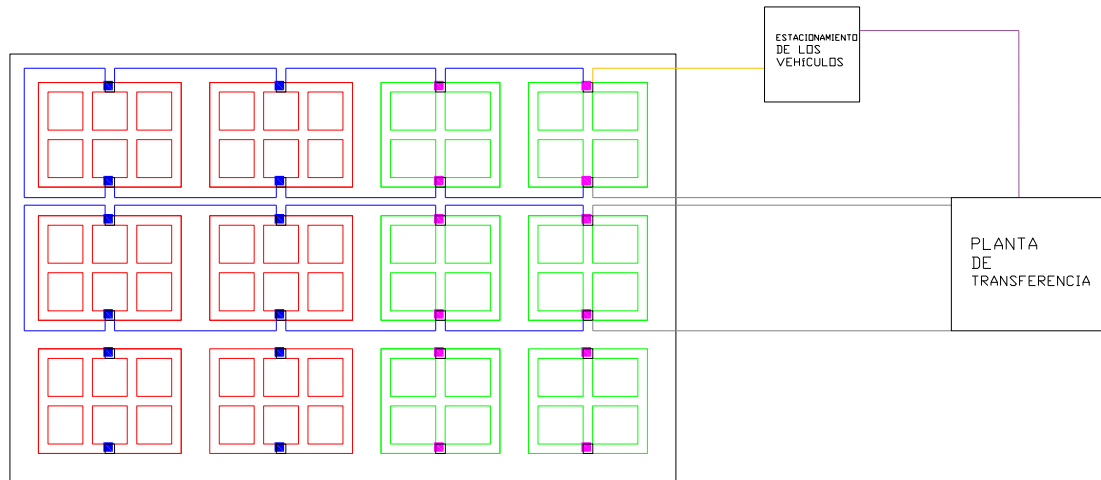 ESTACIONAMIENTO
DE LOS
VEHICULOS
PLANTA
DE
TRANSFERENCIA